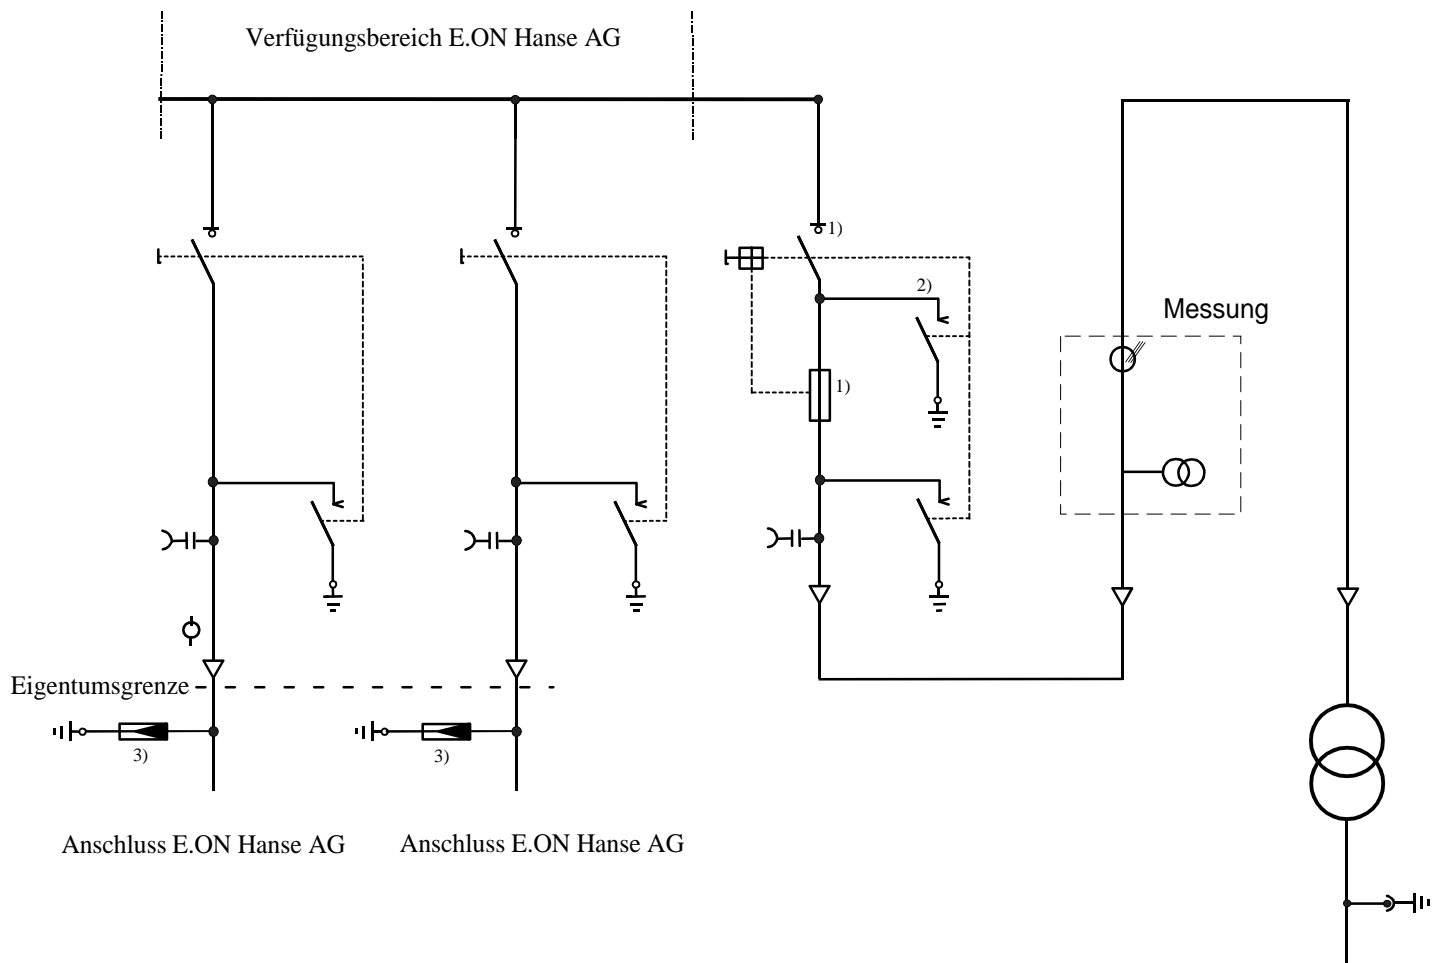 Verfügungsbereich E.ON Hanse AG
1)
2)
Messung
1)
Eigentumsgrenze
3)
3)
Anschluss E.ON Hanse AG
Anschluss E.ON Hanse AG